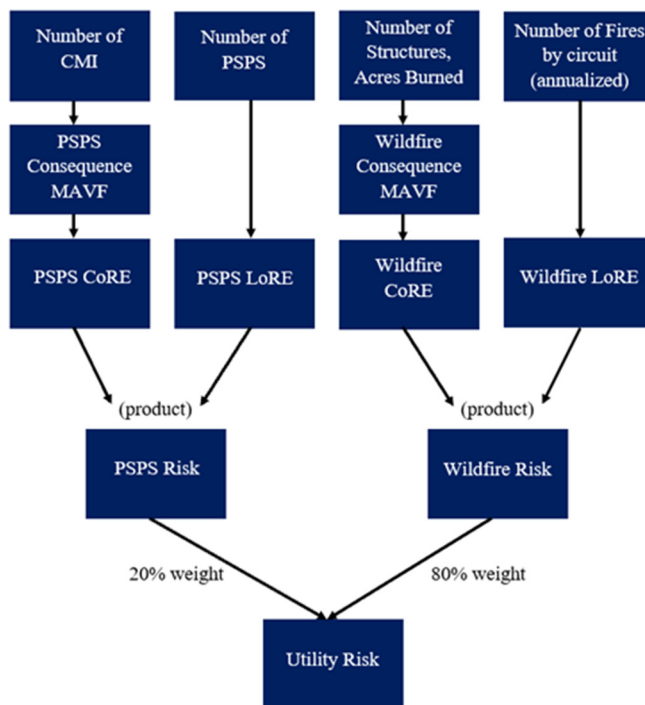 Number of
CMI
Number of
PSPS
Number of
Structures,
Acres Burned
Number of Fires
by circuit
(annualized)
PSPS
Consequence
MAVF
Wildfire
Consequence
MAVF
PSPS CoRE
PSPS LoRE
Wildfire
CoRE
Wildfire LoRE
(product)
(product)
PSPS Risk
Wildfire Risk
20% weight
80% weight
Utility Risk